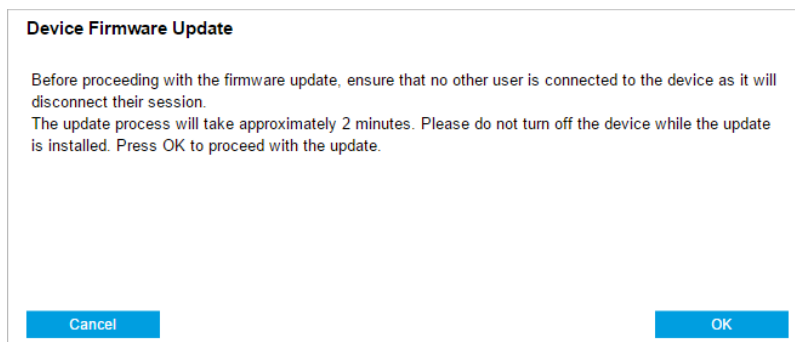 Device Firmware Update
Before proceeding with the firmware update, ensure that no other user is connected to the device as it will
disconnect their session.
The update process will take approximately 2 minutes. Please do not turn off the device while the update
is installed. Press OK to proceed with the update.
Cancel
OK